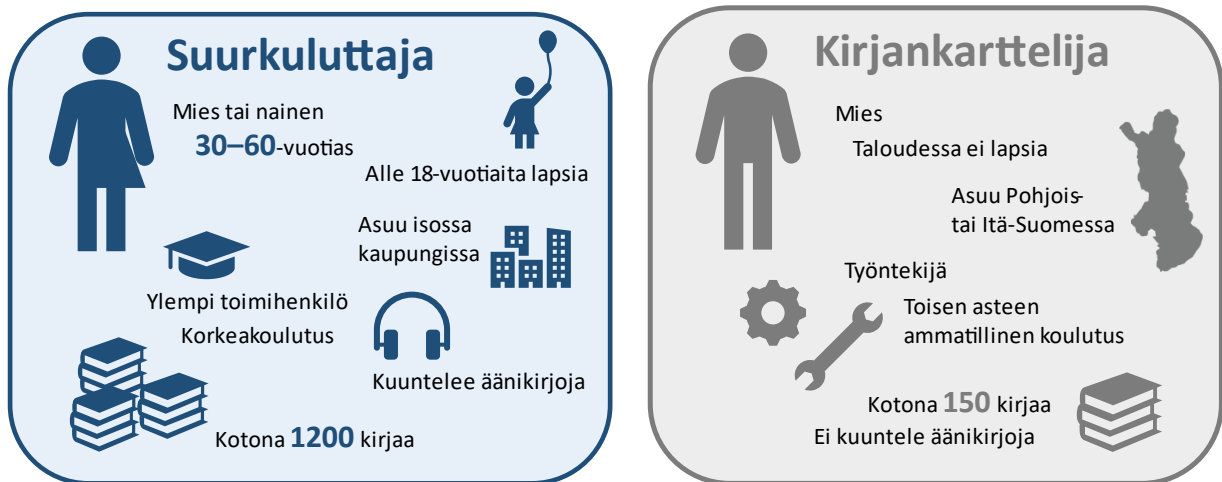 Suurkuluttaja
Mies tai nainen
30–60-vuotias
Alle 18-vuotiaita lapsia
Asuu isossa
kaupungissa
Ylempi toimihenkilö
Korkeakoulutus
Kuuntelee äänikirjoja
Kotona 1200 kirjaa
Kirjankarttelija
Mies
Taloudessa ei lapsia
Asuu Pohjois-
tai Itä-Suomessa
Työntekijä
Toisen asteen
ammatillinen koulutus
Kotona 150 kirjaa
Ei kuuntele äänikirjoja